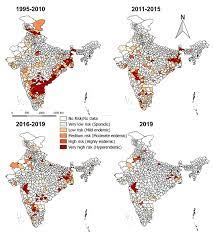 1995-2010
2011-2015
No Risk/No data
Very low risk (Sporadic)
Low risk (Mild endemic)
Medium risk (Moderate endemic)
High risk (Highly endemic)
Very high risk (Hyperendemic)
2016-2019
2019